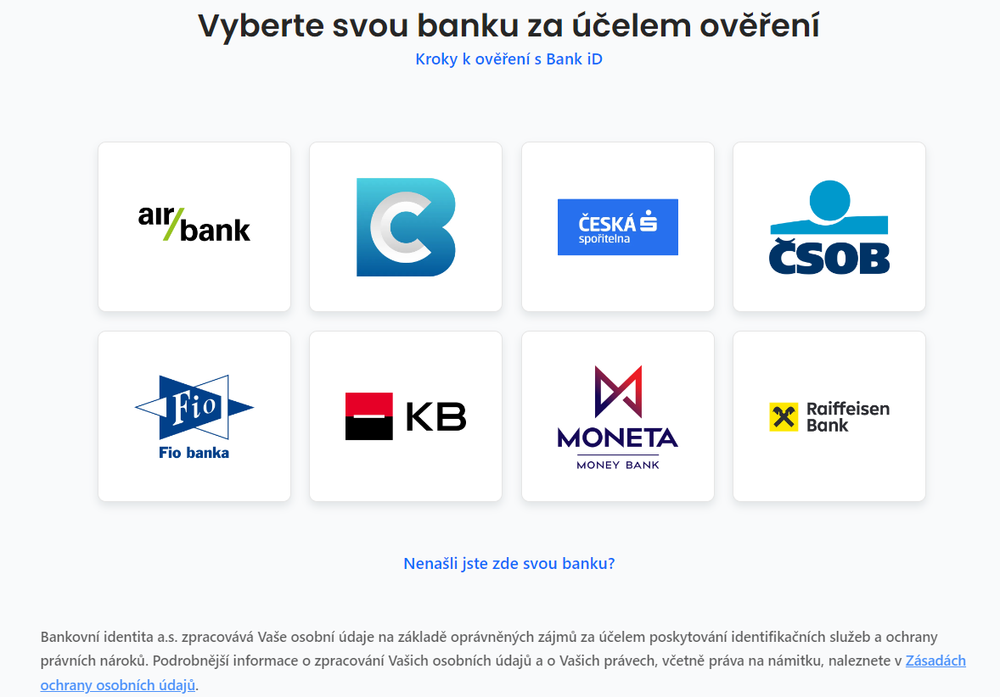 Vyberte svou banku za účelem ověření
Kroky k ověření s Bank iD
air bank
BC
ČESKÁ
spořitelna
ČSOB
Fio
Fio banka
KB
MONETA
MONEY BANK
Raiffeisen
Bank
Nenašli jste zde svou banku?
Bankovní identita a.s. zpracovává Vaše osobní údaje na základě oprávněných zájmů za účelem poskytování identifikačních služeb a ochrany
právních nároků. Podrobnější informace o zpracování Vašich osobních údajů a o Vašich právech, včetně práva na námitku, naleznete v Zásadách
ochrany osobních údajů.